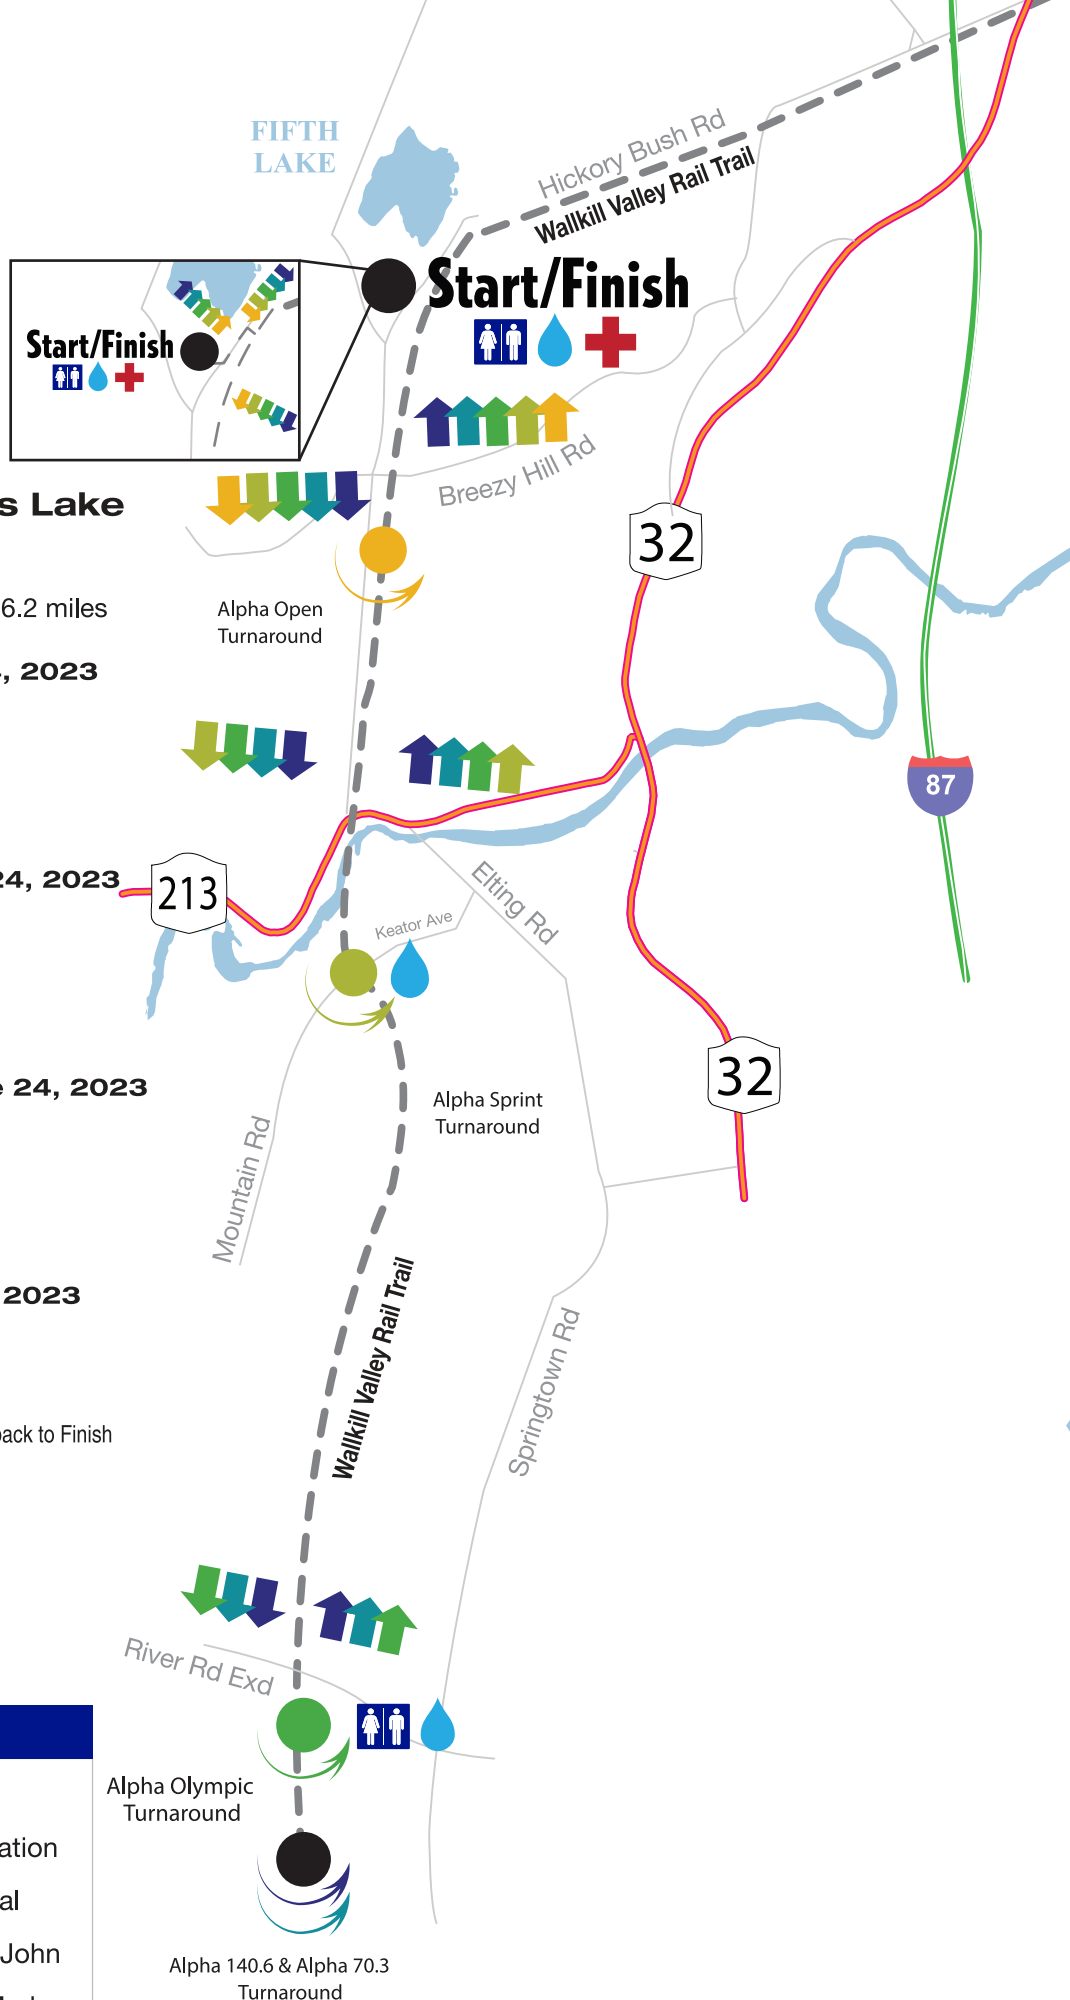 FIFTH
LAKE
Hickory Bush Rd
Wallkill Valley Rail Trail
Start/Finish
Start/Finish
Breezy Hill Rd
s Lake
32
6.2 miles
Alpha Open
Turnaround
, 2023
87
24, 2023
213
Elting Rd
Keator Ave
32
24, 2023
Alpha Sprint
Turnaround
Mountain Rd
2023
Wallkill Valley Rail Trail
Springtown Rd
back to Finish
River Rd Exd
Alpha Olympic
Turnaround
ation
al
John
Alpha 140.6 & Alpha 70.3
Turnaround